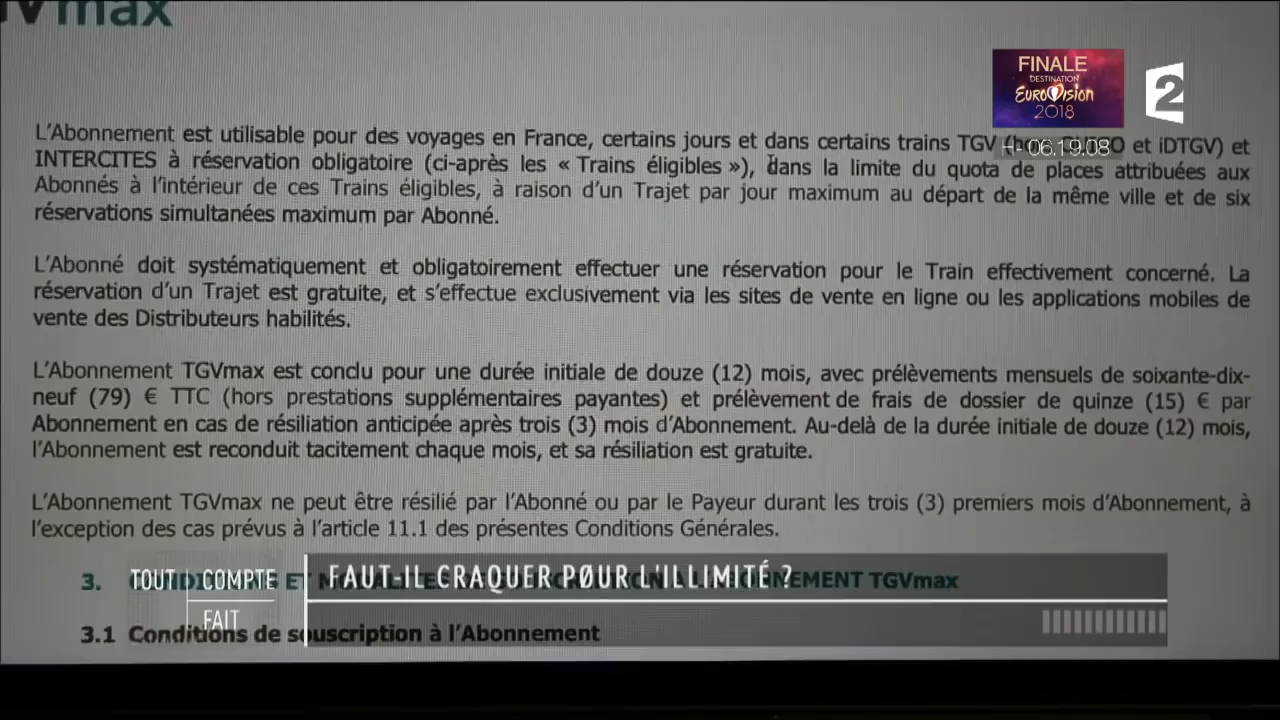 TVmax
FINALE
DESTINATION
EUROVISION
2018
2
- 06.19.08
L'Abonnement est utilisable pour des voyages en France, certains jours et dans certains trains TGV et iDTGV) et
INTERCITES à réservation obligatoire (ci-après les « Trains éligibles »), dans la limite du quota de places attribuées aux
Abonnés à l'intérieur de ces Trains éligibles, à raison d'un Trajet par jour maximum au départ de la même ville et de six
réservations simultanées maximum par Abonné.
L'Abonné doit systématiquement et obligatoirement effectuer une réservation pour le Train effectivement concerné. La
réservation d'un Trajet est gratuite, et s'effectue exclusivement via les sites de vente en ligne ou les applications mobiles de
vente des Distributeurs habilités.
L'Abonnement TGVmax est conclu pour une durée initiale de douze (12) mois, avec prélèvements mensuels de soixante-dix-
neuf (79) € TTC (hors prestations supplémentaires payantes) et prélèvement de frais de dossier de quinze (15) € par
Abonnement en cas de résiliation anticipée après trois (3) mois d'Abonnement. Au-delà de la durée initiale de douze (12) mois,
l'Abonnement est reconduit tacitement chaque mois, et sa résiliation est gratuite.
L'Abonnement TGVmax ne peut être résilié par l'Abonné ou par le Payeur durant les trois (3) premiers mois d'Abonnement, à
l'exception des cas prévus à l'article 11.1 des présentes Conditions Générales.
3. ET L'ABONNEMENT TGVmax
TOUT COMPTE
FAIT
FAUT-IL CRAQUER PØUR L'ILLIMITÉ ?
3.1 Conditions de souscription à l'Abonnement